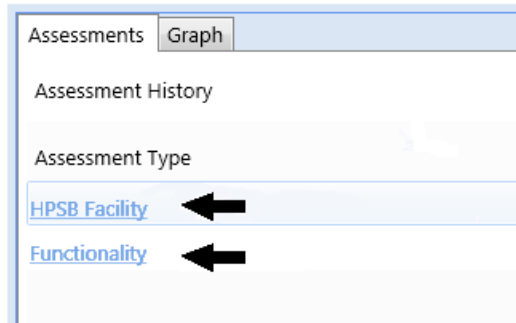 Assessments Graph
Assessment History
Assessment Type
HPSB Facility
Functionality